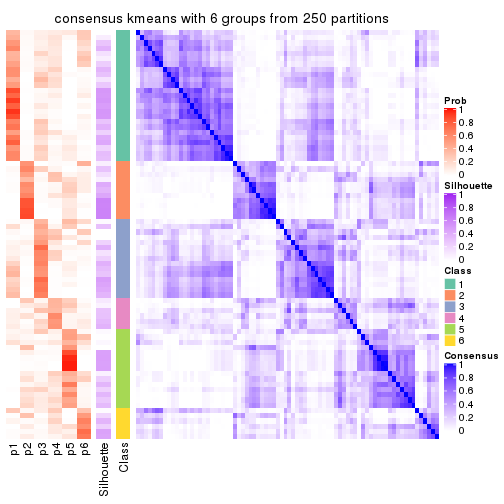 consensus kmeans with 6 groups from 250 partitions
Prob
1
0.8
0.6
0.4
0.2
0
Silhouette
1
0.8
0.6
0.4
0.2
0
Class
1
2
3
4
5
6
Consensus
1
0.8
0.6
0.4
0.2
0
p1
p2
p3
p4
p5
p6
Silhouette
Class